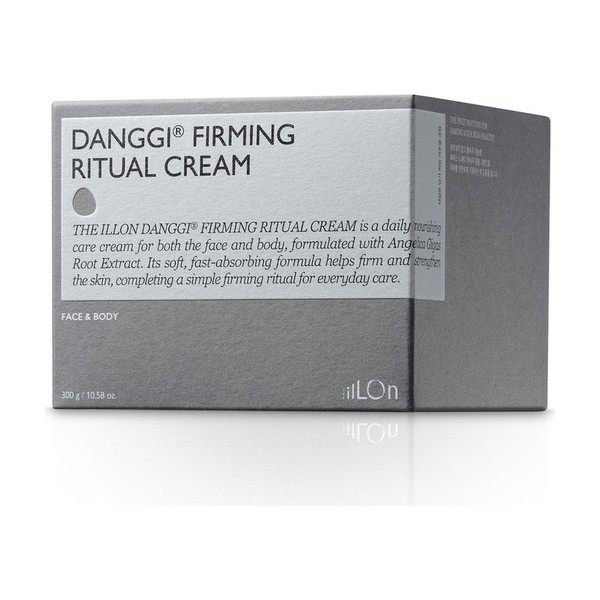 DANGGI® FIRMING
RITUAL CREAM
THE ILLON DANGGI® FIRMING RITUAL CREAM is a daily nourishing
care cream for both the face and body, formulated with Angelica Gigas
Root Extract. Its soft, fast-absorbing formula helps firm and strengthen
the skin, completing a simple firming ritual for everyday care.
FACE & BODY
300 g / 10.58 oz.
illOn